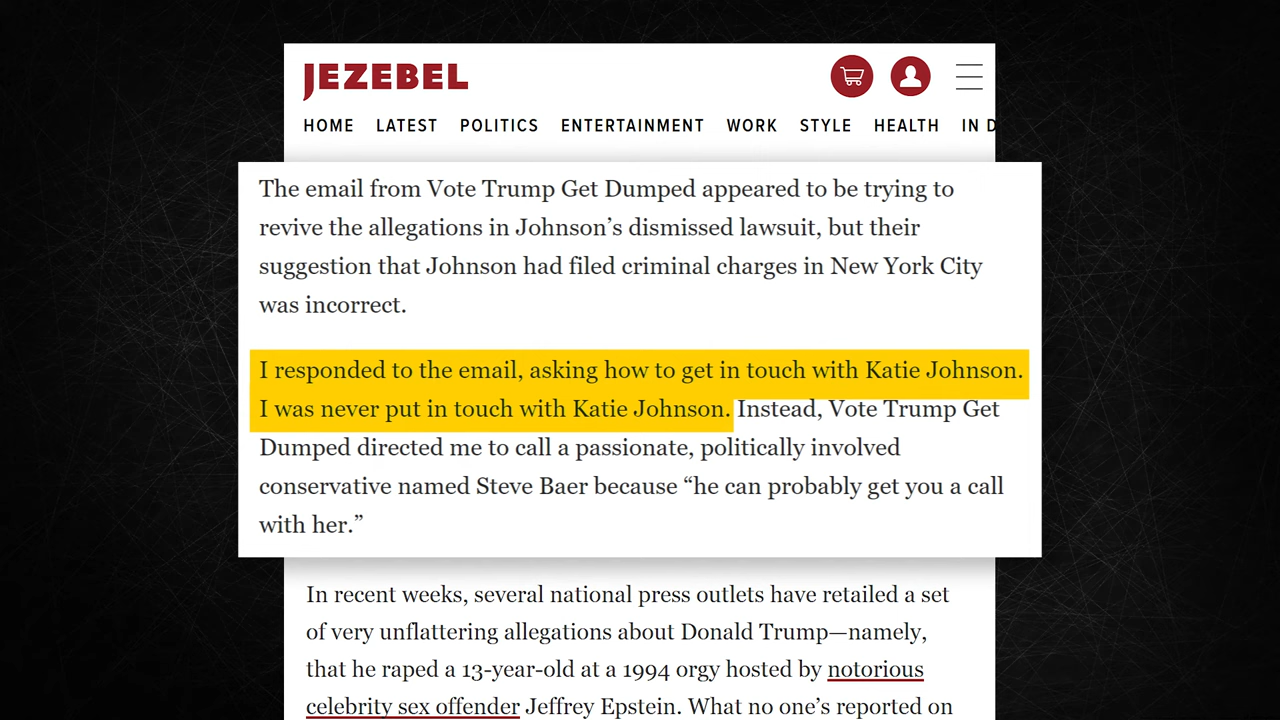 JEZEBEL
HOME LATEST POLITICS ENTERTAINMENT WORK STYLE HEALTH IN D
The email from Vote Trump Get Dumped appeared to be trying to
revive the allegations in Johnson’s dismissed lawsuit, but their
suggestion that Johnson had filed criminal charges in New York City
was incorrect.
I responded to the email, asking how to get in touch with Katie Johnson.
I was never put in touch with Katie Johnson. Instead, Vote Trump Get
Dumped directed me to call a passionate, politically involved
conservative named Steve Baer because “he can probably get you a call
with her.”
In recent weeks, several national press outlets have retailed a set
of very unflattering allegations about Donald Trump—namely,
that he raped a 13-year-old at a 1994 orgy hosted by notorious
celebrity sex offender Jeffrey Epstein. What no one’s reported on